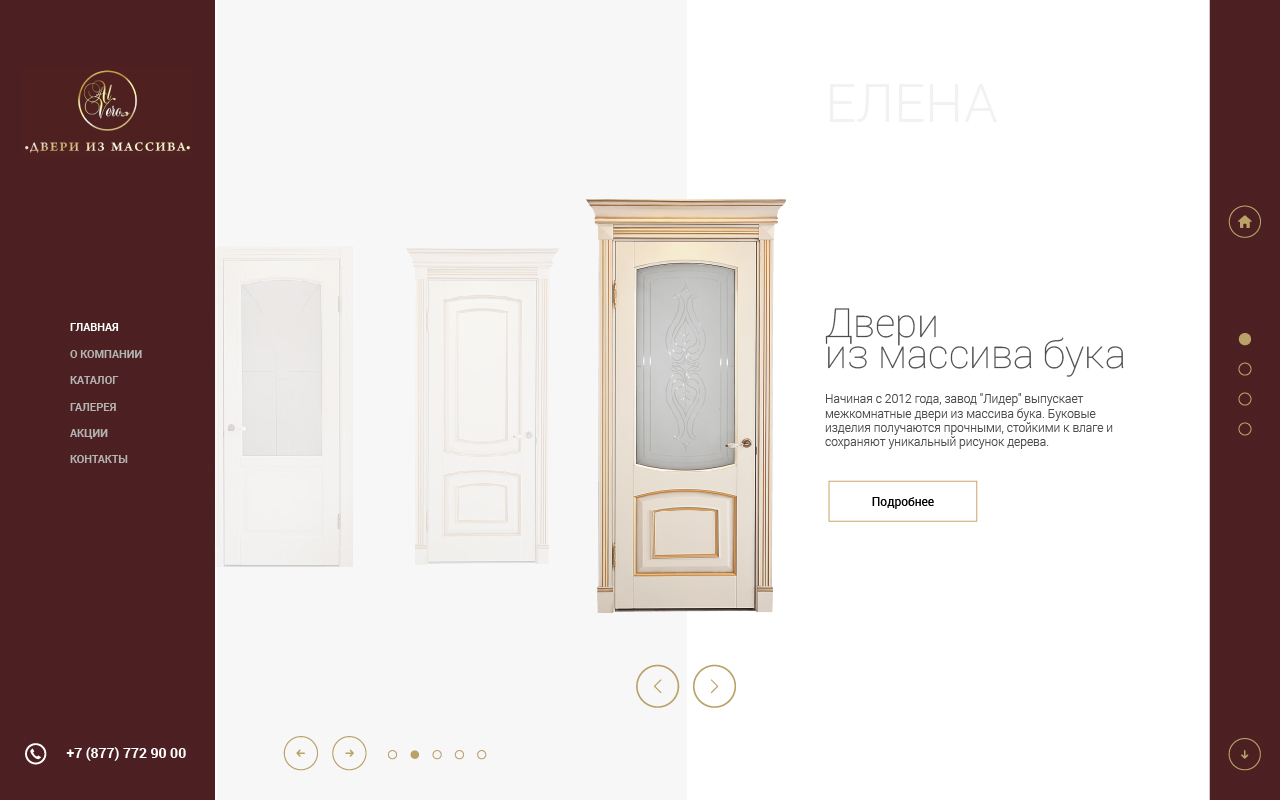 Al
Vero
•ДВЕРИ ИЗ МАССИВА•
ГЛАВНАЯ
О КОМПАНИИ
КАТАЛОГ
ГАЛЕРЕЯ
АКЦИИ
КОНТАКТЫ
+7 (877) 772 90 00
ЕЛЕНА
Двери
из массива бука
Начиная с 2012 года, завод "Лидер" выпускает
межкомнатные двери из массива бука. Буковые
изделия получаются прочными, стойкими к влаге и
сохраняют уникальный рисунок дерева.
Подробнее